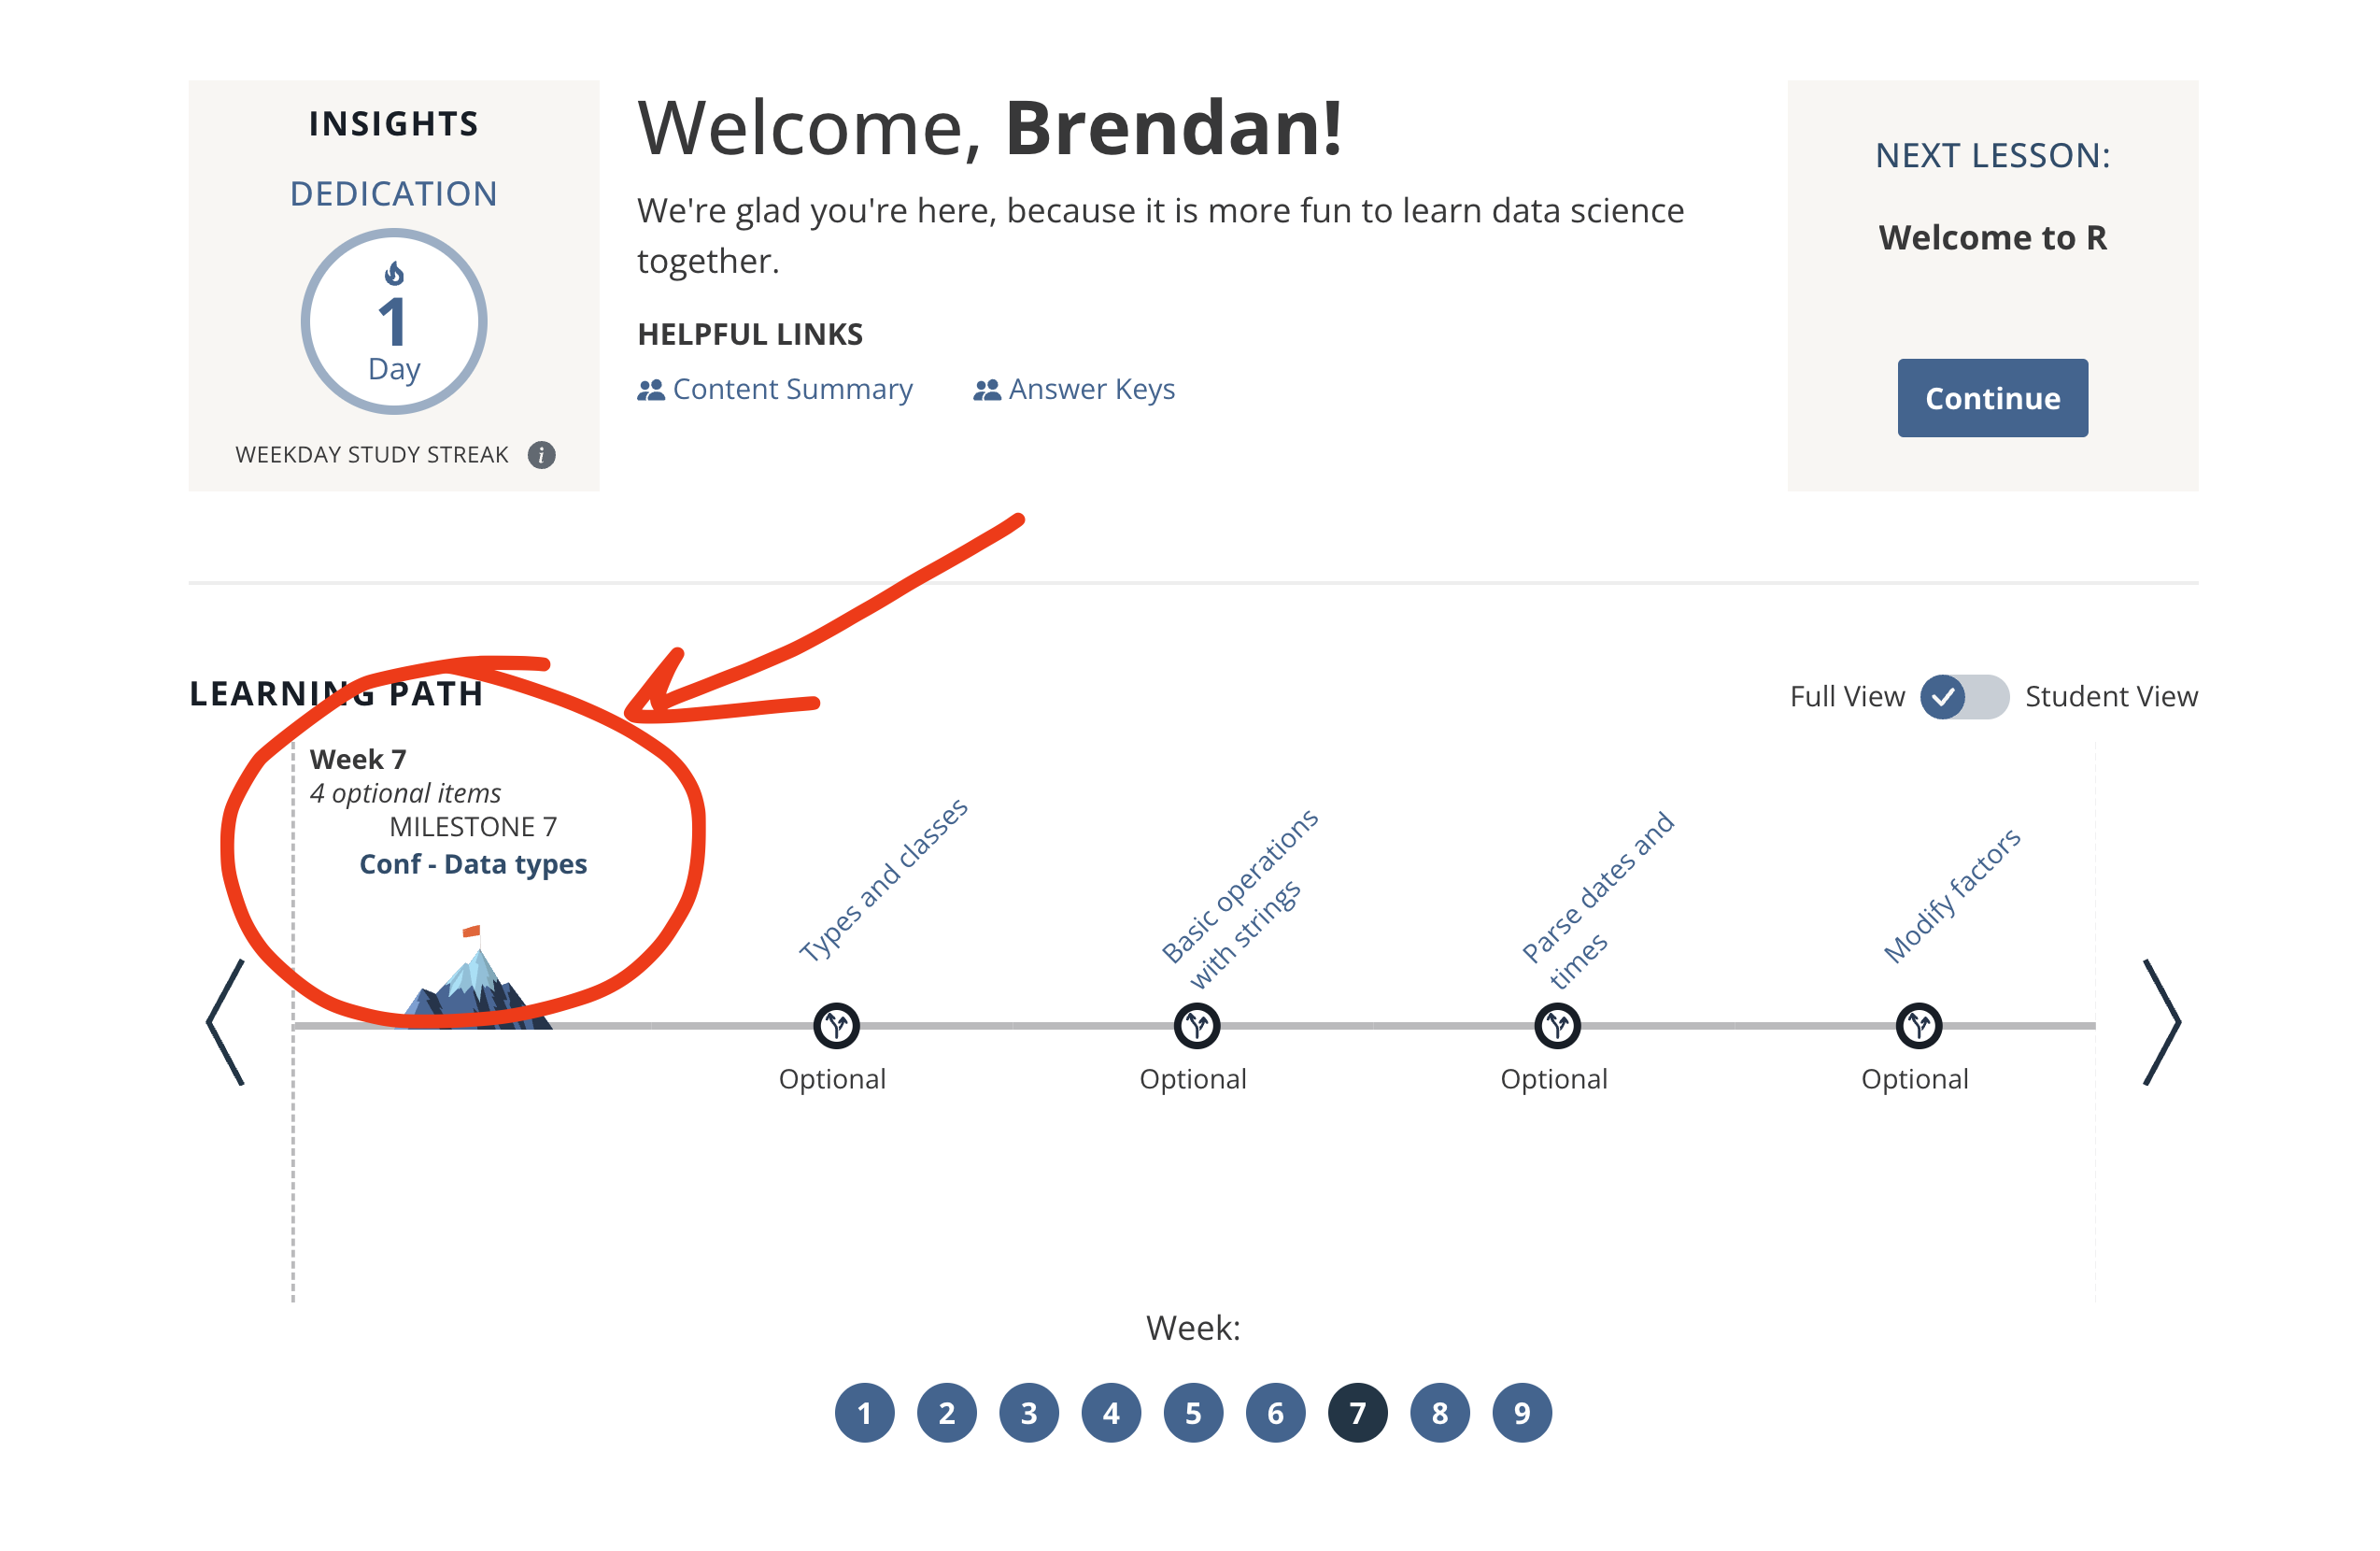 INSIGHTS
DEDICATION
1
Day
WEEKDAY STUDY STREAK i
Welcome, Brendan!
We're glad you're here, because it is more fun to learn data science
together.
HELPFUL LINKS
Content Summary
Answer Keys
NEXT LESSON:
Welcome to R
Continue
LEARNING PATH
Full View
Student View
Week 7
4 optional items
MILESTONE 7
Conf - Data types
Types and classes
Optional
Basic operations
with strings
Optional
Parse dates and
times
Optional
Modify factors
Optional
Week:
1 2 3 4 5 6 7 8 9